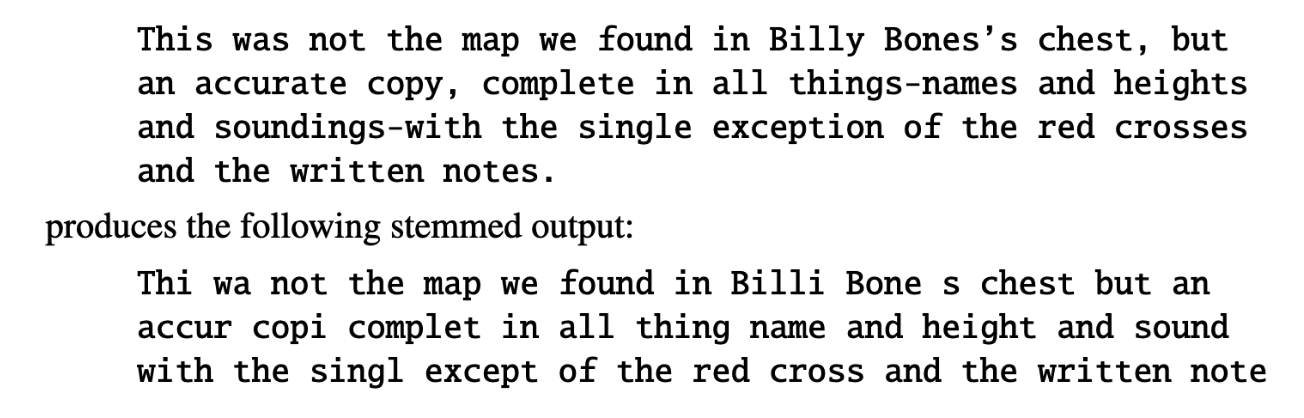 This was not the map we found in Billy Bones’s chest, but
an accurate copy, complete in all things-names and heights
and soundings-with the single exception of the red crosses
and the written notes.
produces the following stemmed output:
Thi wa not the map we found in Billi Bone s chest but an
accur copi complet in all thing name and height and sound
with the singl except of the red cross and the written note